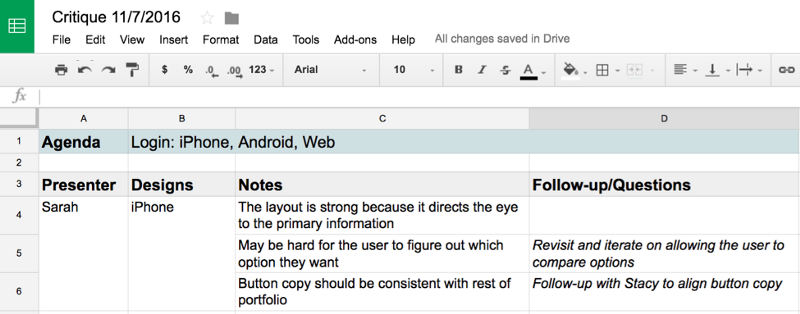 Critique 11/7/2016
File Edit View Insert Format Data Tools Add-ons Help All changes saved in Drive
$ % .0 .00 123 Arial 10 B I S A
fx
A B C D
1 Agenda Login: iPhone, Android, Web
2
3 Presenter Designs Notes Follow-up/Questions
4 Sarah iPhone The layout is strong because it directs the eye
to the primary information
5 May be hard for the user to figure out which Revisit and iterate on allowing the user to
option they want compare options
6 Button copy should be consistent with rest of Follow-up with Stacy to align button copy
portfolio